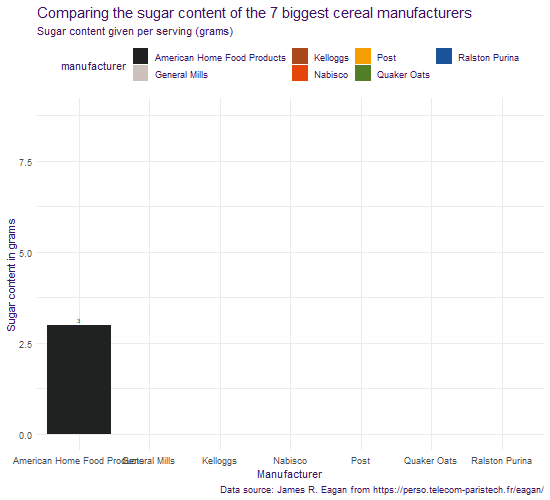 Comparing the sugar content of the 7 biggest cereal manufacturers
Sugar content given per serving (grams)
manufacturer
American Home Food Products
Kelloggs
Post
Ralston Purina
General Mills
Nabisco
Quaker Oats
Sugar content in grams
7.5
5.0
2.5
0.0
3
American Home Food Products
General Mills
Kelloggs
Nabisco
Post
Quaker Oats
Ralston Purina
Manufacturer
Data source: James R. Eagan from https://perso.telecom-paristech.fr/eagan/